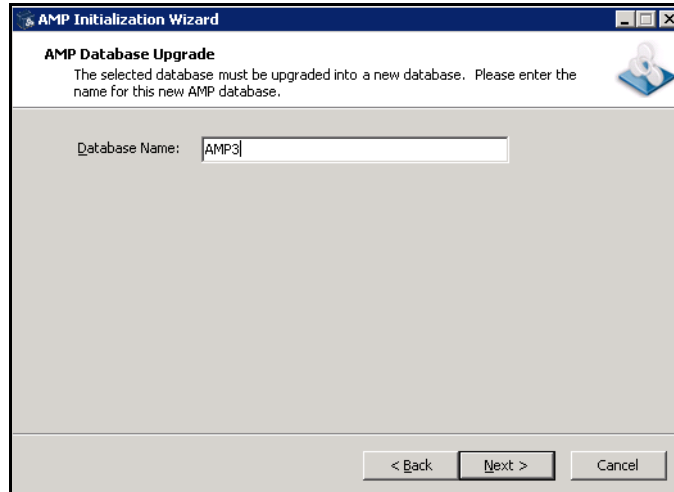 AMP Initialization Wizard
AMP Database Upgrade
The selected database must be upgraded into a new database. Please enter the
name for this new AMP database.
Database Name: AMP3
< Back Next > Cancel